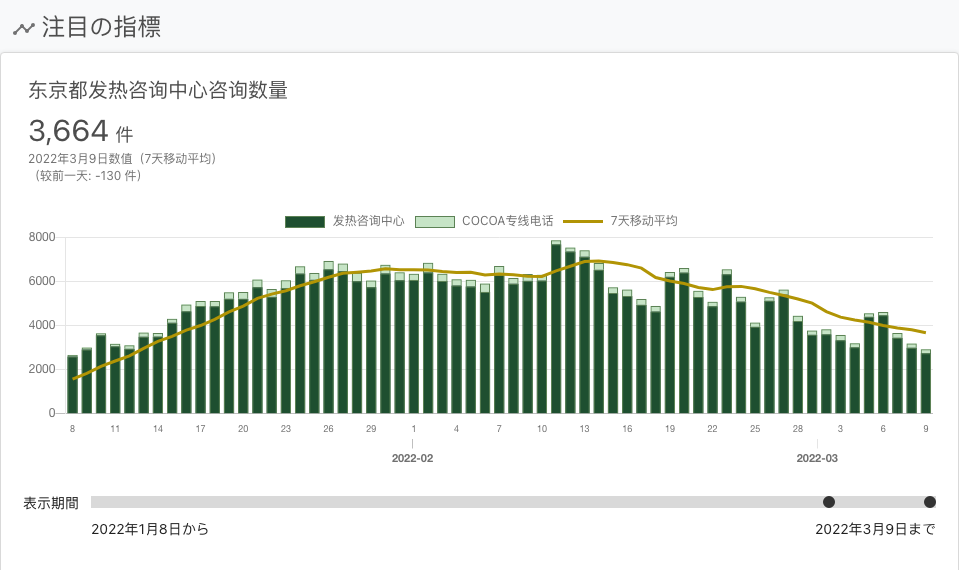 注目の指標
东京都发热咨询中心咨询数量
3,664 件
2022年3月9日数值（7天移动平均）
（较前一天: -130 件）
发热咨询中心 COCOA专线电话 7天移动平均
8000
6000
4000
2000
0
8 11 14 17 20 23 26 29 1 4 7 10 13 16 19 22 25 28 3 6 9
2022-02 2022-03
表示期間
2022年1月8日から 2022年3月9日まで